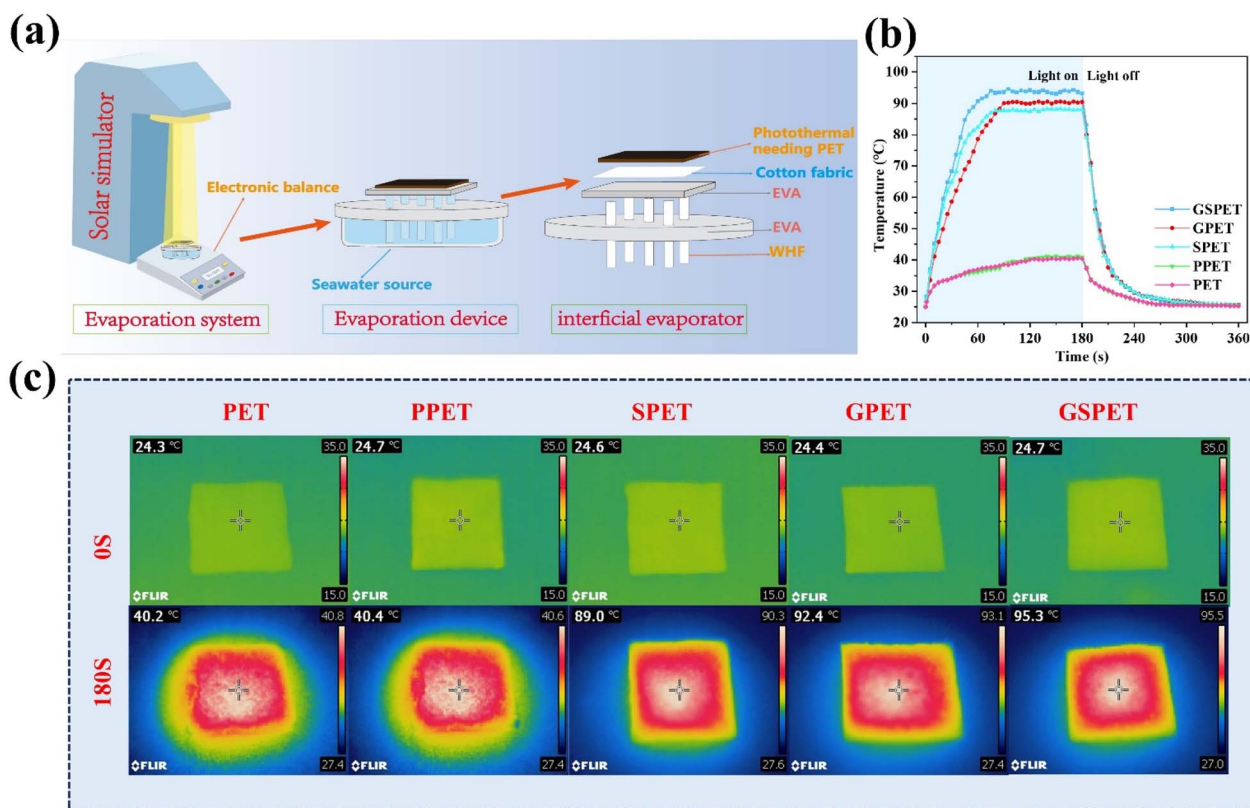 (a)
Solar simulator
Electronic balance
Evaporation system
Seawater source
Evaporation device
Photothermal
needing PET
Cotton fabric
EVA
EVA
WHF
interficial evaporator
(b)
Temperature (°C)
100
90
80
70
60
50
40
30
20
Light on
Light off
GSPET
GPET
SPET
PPET
PET
0
60
120
180
240
300
360
Time (s)
(c)
PET
PPET
SPET
GPET
GSPET
0S
24.3 °C
35.0
15.0
FLIR
24.7 °C
35.0
15.0
FLIR
24.6 °C
35.0
15.0
FLIR
24.4 °C
35.0
15.0
FLIR
24.7 °C
35.0
15.0
FLIR
180S
40.2 °C
40.8
27.4
FLIR
40.4 °C
40.6
27.4
FLIR
89.0 °C
90.3
27.6
FLIR
92.4 °C
93.1
27.4
FLIR
95.3 °C
95.5
27.0
FLIR